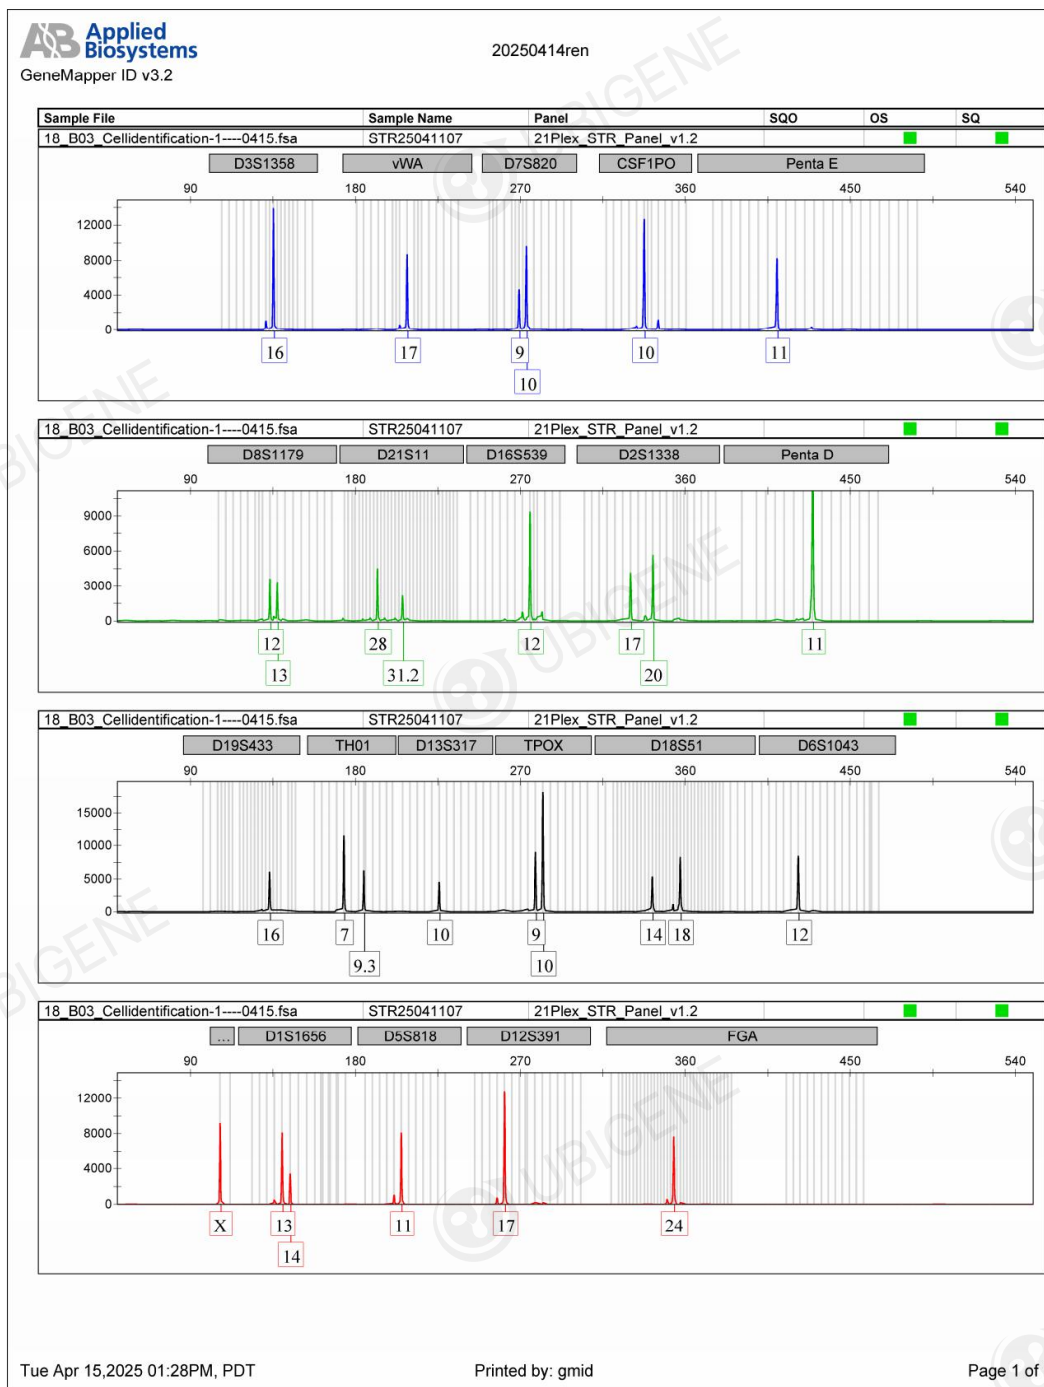 AB Applied
Biosystems
GeneMapper ID v3.2
20250414ren
Sample File Sample Name Panel SQO OS SQ
18_B03_Cellidentification-1----0415.fsa STR25041107 21Plex_STR_Panel_v1.2
D3S1358 vWA D7S820 CSF1PO Penta E
90 180 270 360 450 540
12000
8000
4000
0
16 17 9 10 11
10
18_B03_Cellidentification-1----0415.fsa STR25041107 21Plex_STR_Panel_v1.2
D8S1179 D21S11 D16S539 D2S1338 Penta D
90 180 270 360 450 540
9000
6000
3000
0
12 28 12 17 11
13 31.2 20
18_B03_Cellidentification-1----0415.fsa STR25041107 21Plex_STR_Panel_v1.2
D19S433 TH01 D13S317 TPOX D18S51 D6S1043
90 180 270 360 450 540
15000
10000
5000
0
16 7 10 9 14 18 12
9.3 10
18_B03_Cellidentification-1----0415.fsa STR25041107 21Plex_STR_Panel_v1.2
... D1S1656 D5S818 D12S391 FGA
90 180 270 360 450 540
12000
8000
4000
0
X 13 11 17 24
14
Tue Apr 15,2025 01:28PM, PDT Printed by: gmid Page 1 of
UBIGENE
UBIGENE
UBIGENE
UBIGENE
UBIGENE